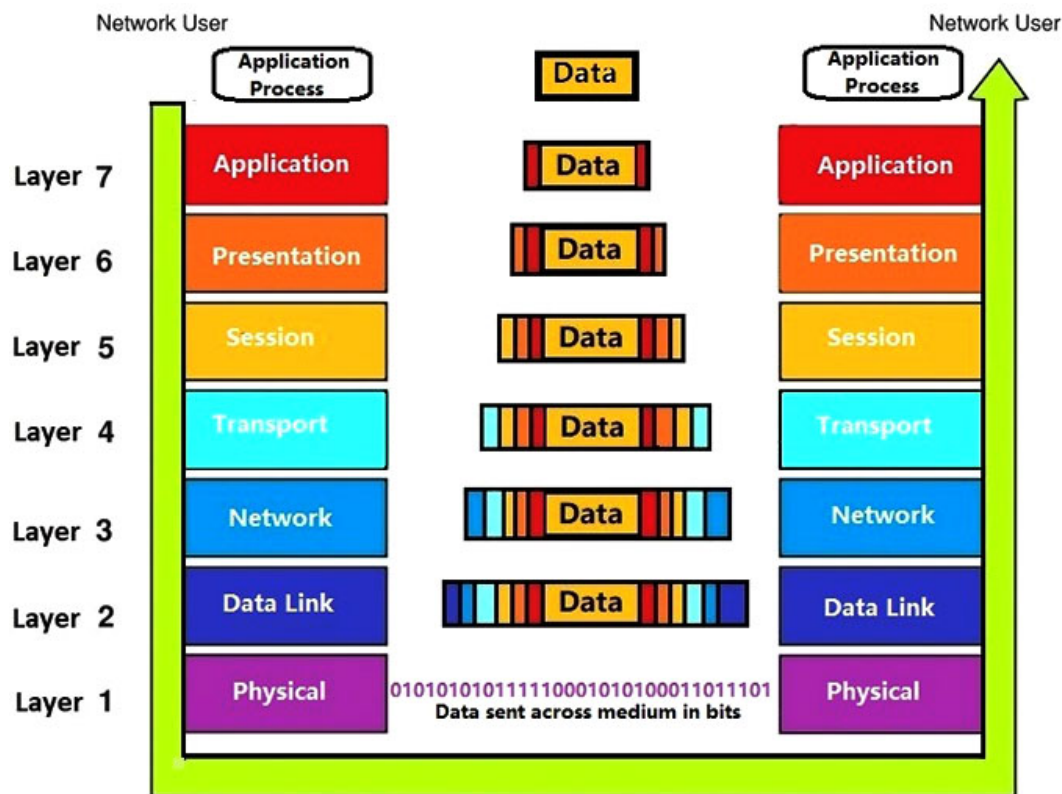 Network User
Network User
Application
Process
Data
Application
Process
Layer 7
Application
Data
Application
Layer 6
Presentation
Data
Presentation
Layer 5
Session
Data
Session
Layer 4
Transport
Data
Transport
Layer 3
Network
Data
Network
Layer 2
Data Link
Data
Data Link
Layer 1
Physical
010101010111110001010100011011101
Physical
Data sent across medium in bits